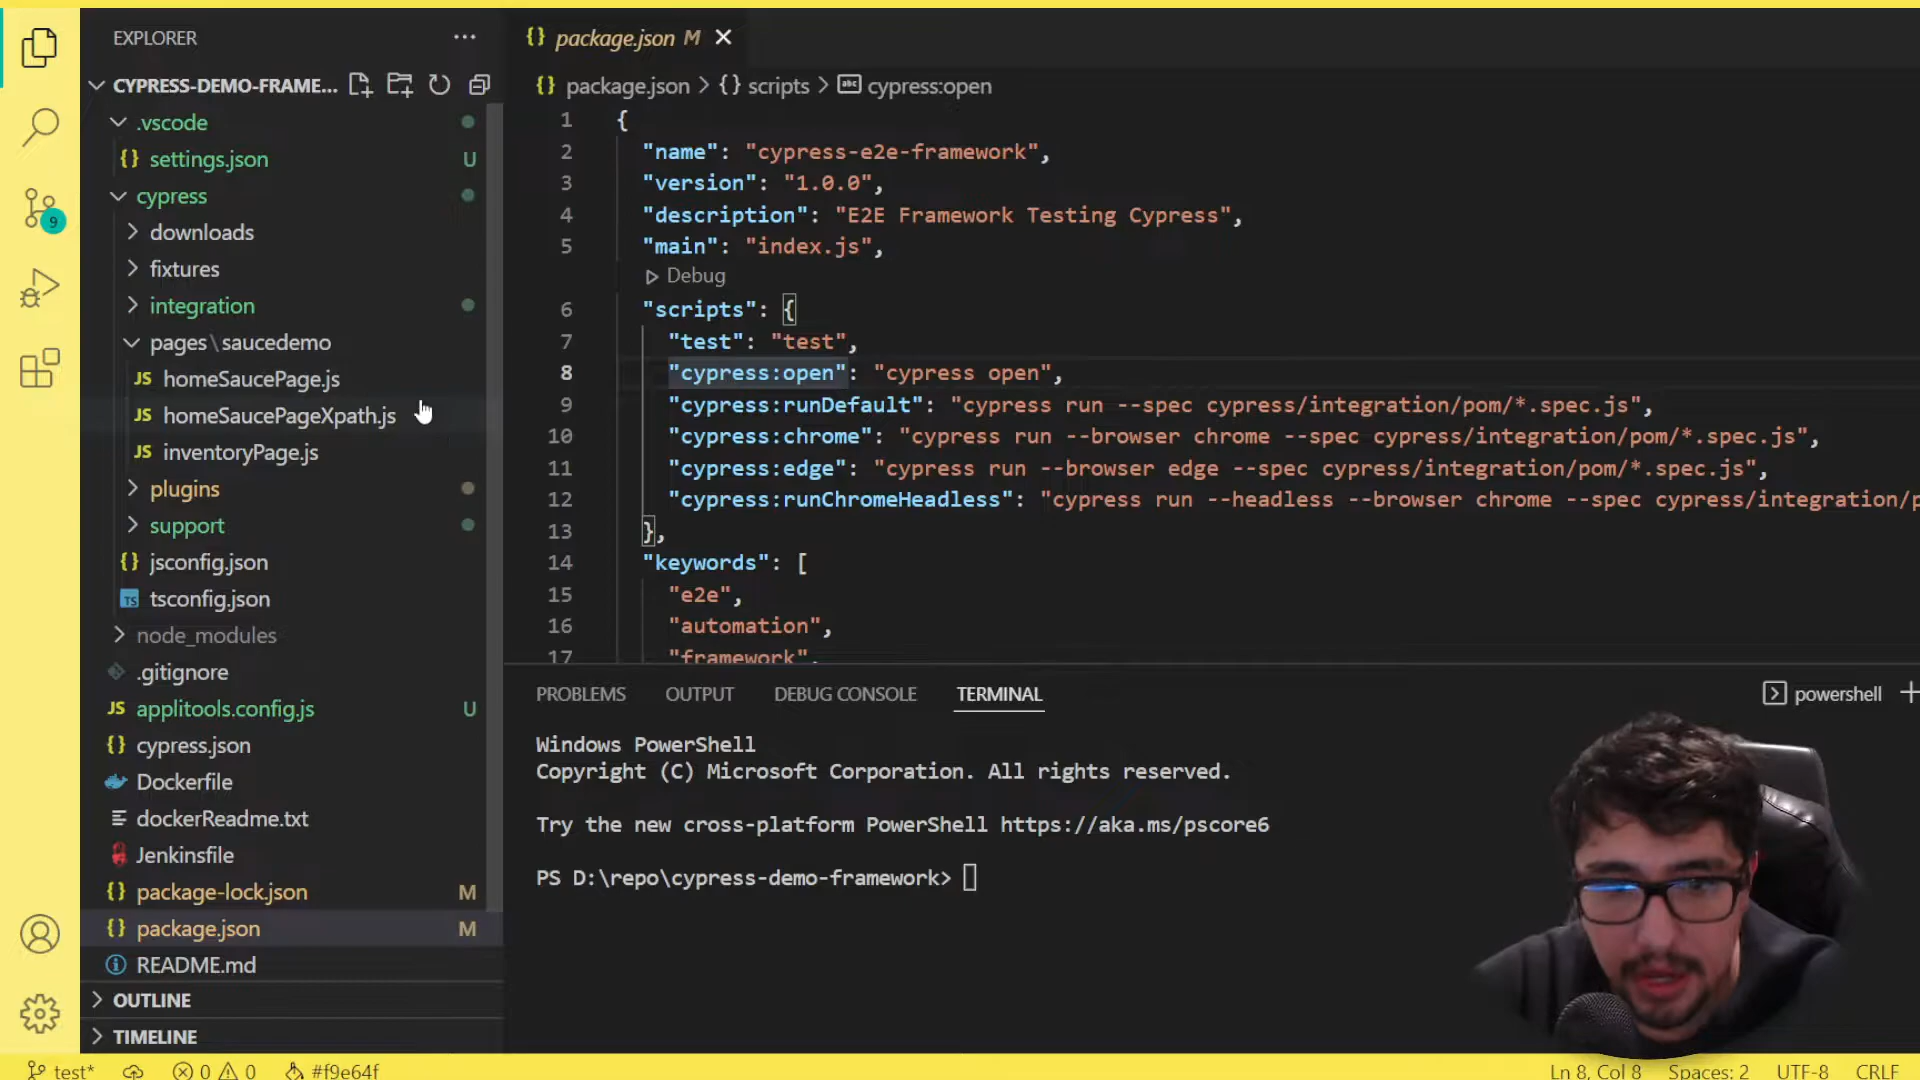 EXPLORER
CYPRESS-DEMO-FRAME...
.vscode
settings.json U
cypress
downloads
fixtures
integration
pages\saucedemo
JS homeSaucePage.js
JS homeSaucePageXpath.js
JS inventoryPage.js
plugins
support
{} jsconfig.json
TS tsconfig.json
node_modules
.gitignore
JS applitools.config.js U
{} cypress.json
Dockerfile
dockerReadme.txt
Jenkinsfile
{} package-lock.json M
{} package.json M
README.md
OUTLINE
TIMELINE
9
{} package.json M
{} package.json > {} scripts > abc cypress:open
1 {
2 "name": "cypress-e2e-framework",
3 "version": "1.0.0",
4 "description": "E2E Framework Testing Cypress",
5 "main": "index.js",
Debug
6 "scripts": {
7 "test": "test",
8 "cypress:open": "cypress open",
9 "cypress:runDefault": "cypress run --spec cypress/integration/pom/*.spec.js",
10 "cypress:chrome": "cypress run --browser chrome --spec cypress/integration/pom/*.spec.js",
11 "cypress:edge": "cypress run --browser edge --spec cypress/integration/pom/*.spec.js",
12 "cypress:runChromeHeadless": "cypress run --headless --browser chrome --spec cypress/integration/p
13 },
14 "keywords": [
15 "e2e",
16 "automation",
17 "framework",
PROBLEMS OUTPUT DEBUG CONSOLE TERMINAL
powershell
Windows PowerShell
Copyright (C) Microsoft Corporation. All rights reserved.
Try the new cross-platform PowerShell https://aka.ms/pscore6
PS D:\repo\cypress-demo-framework>
test* 0 0 #f9e64f
Ln 8, Col 8 Spaces: 2 UTF-8 CRLF